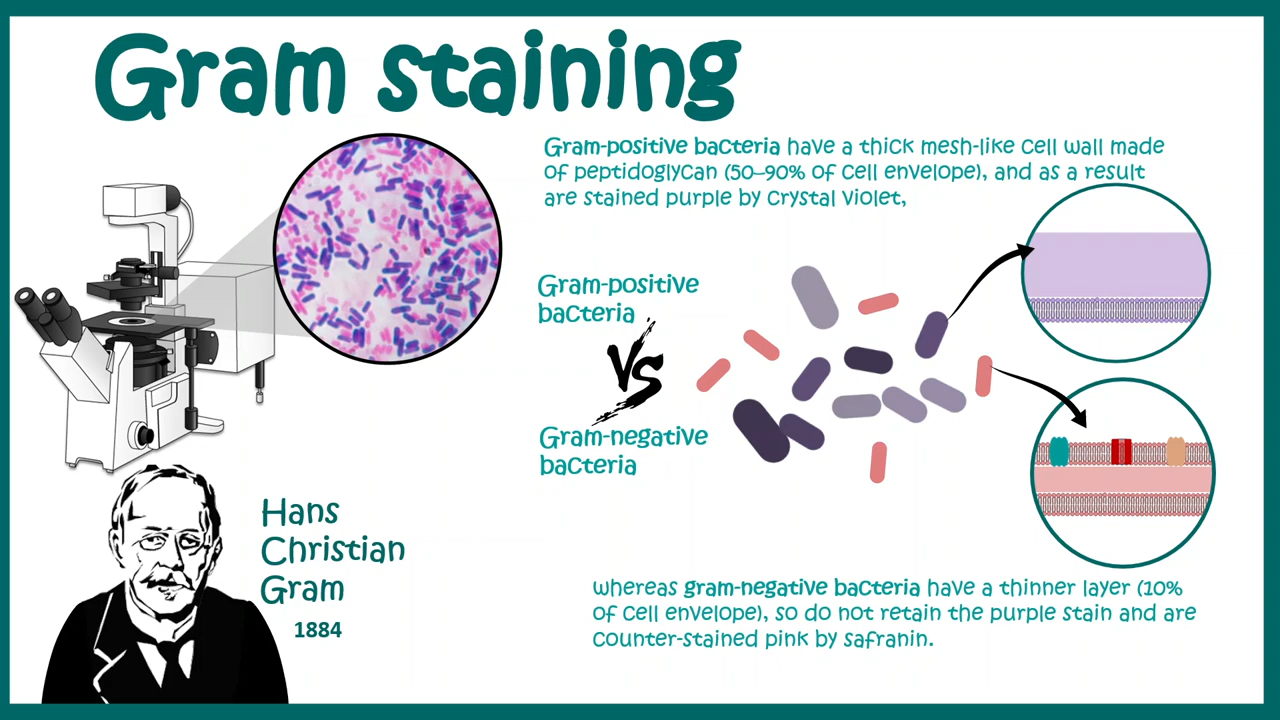 Gram staining
Gram-positive bacteria have a thick mesh-like cell wall made
of peptidoglycan (50–90% of cell envelope), and as a result
are stained purple by crystal violet,
Gram-positive
bacteria
VS
Gram-negative
bacteria
Hans
Christian
Gram
1884
whereas gram-negative bacteria have a thinner layer (10%
of cell envelope), so do not retain the purple stain and are
counter-stained pink by safranin.